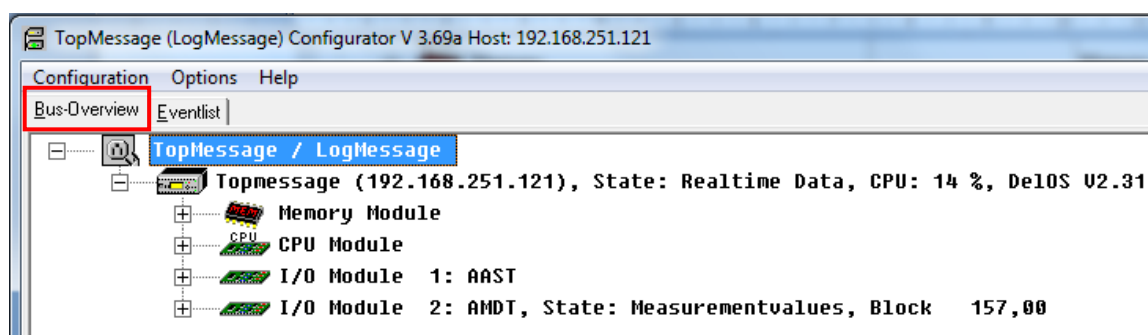 TopMessage (LogMessage) Configurator V 3.69a Host: 192.168.251.121
Configuration Options Help
Bus-Overview Eventlist
TopMessage / LogMessage
Topmessage (192.168.251.121), State: Realtime Data, CPU: 14 %, DelOS V2.31
Memory Module
CPU CPU Module
I/O Module 1: AAST
I/O Module 2: AMDT, State: Measurementvalues, Block 157,00